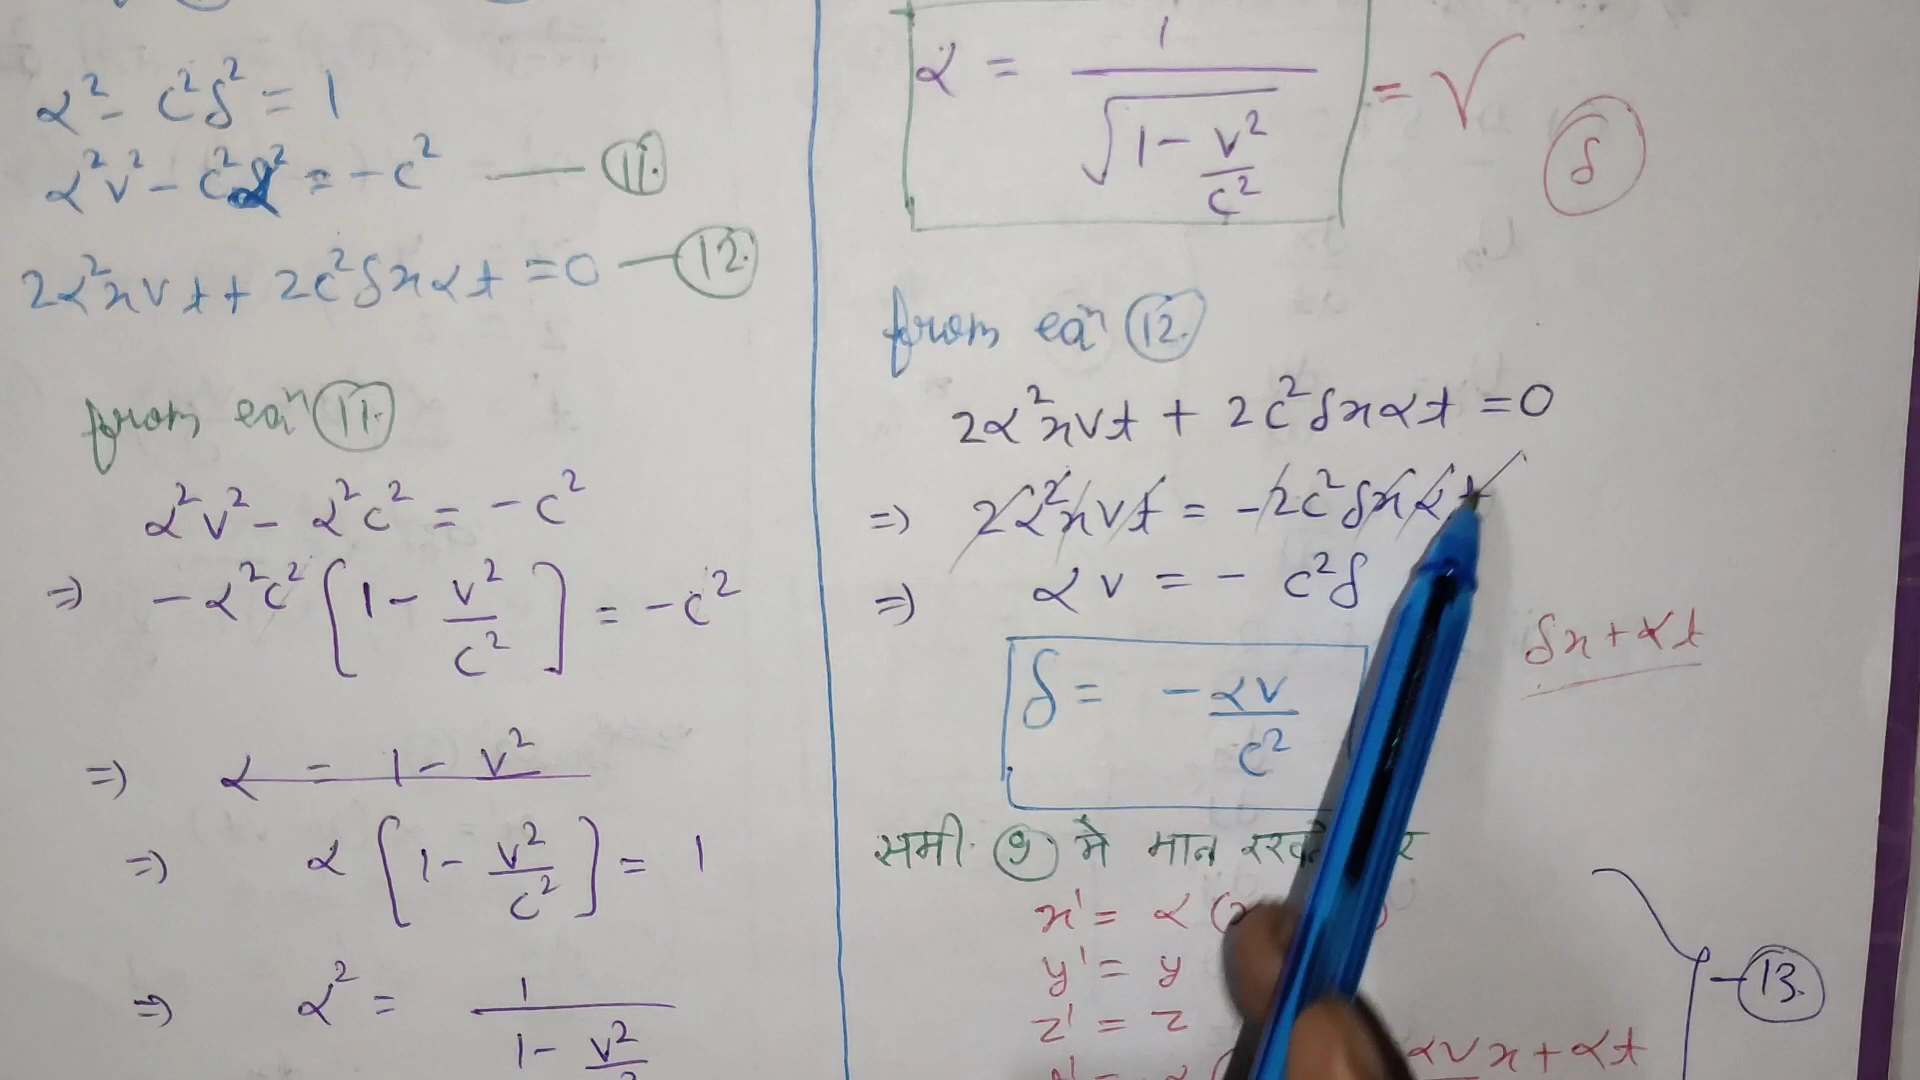 α² - c²δ² = 1
α²v² - c²α² = -c² — (11.)
2α²xvt + 2c²δxαt = 0 — (12.)
from eqⁿ (11.)
α²v² - α²c² = -c²
⇒ -α²c² [1 - v²/c²] = -c²
⇒ α = 1 - v²
⇒ α [1 - v²/c²] = 1
⇒ α² = 1/(1 - v²
α = 1/√(1 - v²/c²) = γ
δ
from eqⁿ (12.)
2α²xvt + 2c²δxαt = 0
⇒ 2α²xvt = -2c²δxαt
⇒ αv = - c²δ
δx + αt
δ = -αv/c²
समी. (9) मे मान
x' = α (x
y' = y
z' = z
— (13.)
αvx + αt